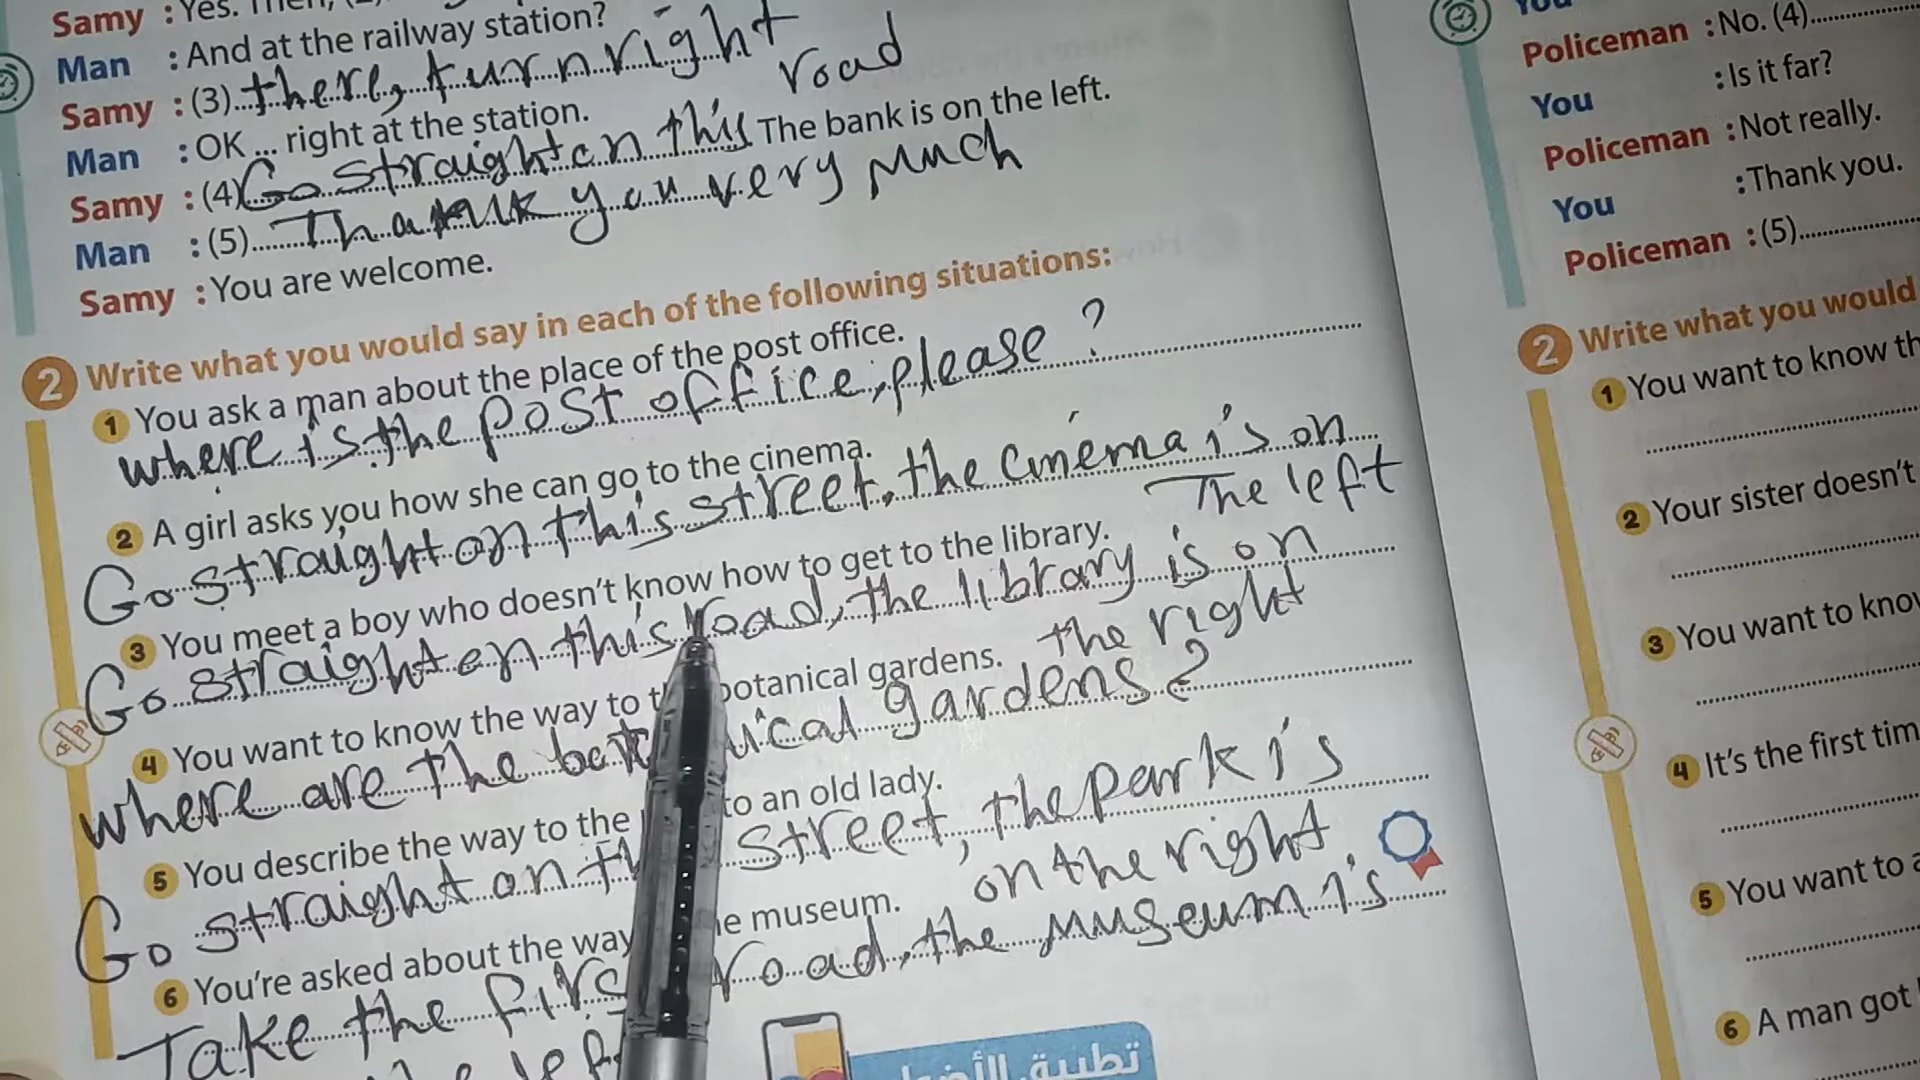 Samy : Yes. Then,
Man : And at the railway station?
Samy : (3) there, turn right
Man : OK ... right at the station.
Samy : (4) Go straight on this road The bank is on the left.
Man : (5) Thank you very much
Samy : You are welcome.
2 Write what you would say in each of the following situations:
1 You ask a man about the place of the post office.
where is the post office, please ?
2 A girl asks you how she can go to the cinema.
Go straight on this street, the cinema is on
The left
3 You meet a boy who doesn't know how to get to the library.
Go straight on this road, the library is on
the right
4 You want to know the way to botanical gardens.
where are the botanical gardens ?
5 You describe the way to the to an old lady.
Go straight on street, the park is
on the right.
6 You're asked about the way museum.
Take the road, the museum is
تطبيق
You
Policeman : No. (4)
You : Is it far?
Policeman : Not really.
You : Thank you.
Policeman : (5)
2 Write what you would
1 You want to know
2 Your sister doesn't
3 You want to
4 It's the first
5 You want to
6 A man got